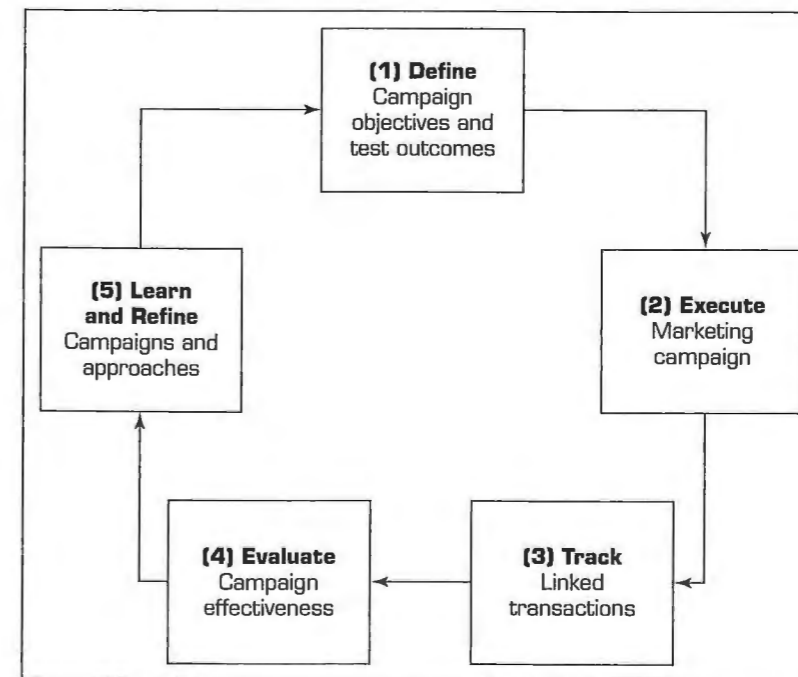 (1) Define
Campaign
objectives and
test outcomes
(2) Execute
Marketing
campaign
(3) Track
Linked
transactions
(4) Evaluate
Campaign
effectiveness
(5) Learn
and Refine
Campaigns and
approaches